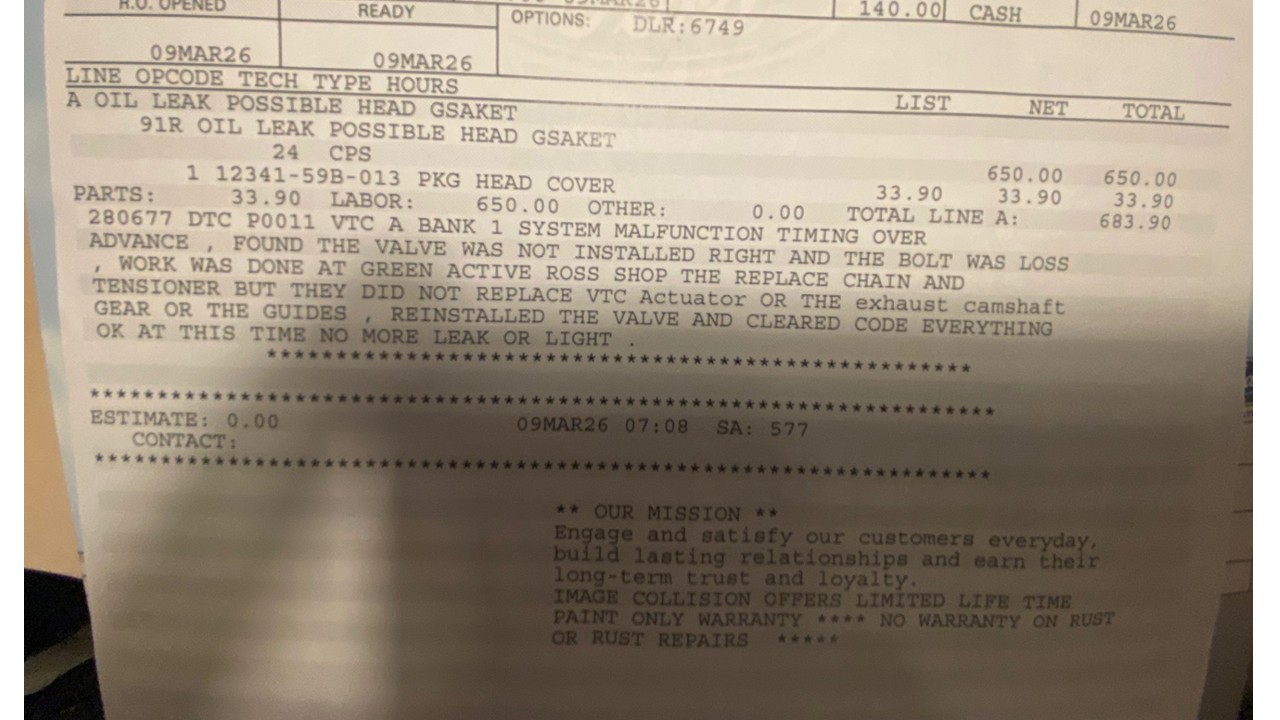 R.O. OPENED READY OPTIONS: DLR:6749 140.00 CASH 09MAR26
09MAR26 09MAR26
LINE OPCODE TECH TYPE HOURS LIST NET TOTAL
A OIL LEAK POSSIBLE HEAD GSAKET
91R OIL LEAK POSSIBLE HEAD GSAKET
24 CPS 650.00 650.00
1 12341-59B-013 PKG HEAD COVER 33.90 33.90 33.90
PARTS: 33.90 LABOR: 650.00 OTHER: 0.00 TOTAL LINE A: 683.90
280677 DTC P0011 VTC A BANK 1 SYSTEM MALFUNCTION TIMING OVER
ADVANCE , FOUND THE VALVE WAS NOT INSTALLED RIGHT AND THE BOLT WAS LOSS
, WORK WAS DONE AT GREEN ACTIVE ROSS SHOP THE REPLACE CHAIN AND
TENSIONER BUT THEY DID NOT REPLACE VTC Actuator OR THE exhaust camshaft
GEAR OR THE GUIDES , REINSTALLED THE VALVE AND CLEARED CODE EVERYTHING
OK AT THIS TIME NO MORE LEAK OR LIGHT .
****************************************************
*******************************************************************
ESTIMATE: 0.00 09MAR26 07:08 SA: 577
CONTACT:
******************************************************************
** OUR MISSION **
Engage and satisfy our customers everyday,
build lasting relationships and earn their
long-term trust and loyalty.
IMAGE COLLISION OFFERS LIMITED LIFE TIME
PAINT ONLY WARRANTY **** NO WARRANTY ON RUST
OR RUST REPAIRS *****